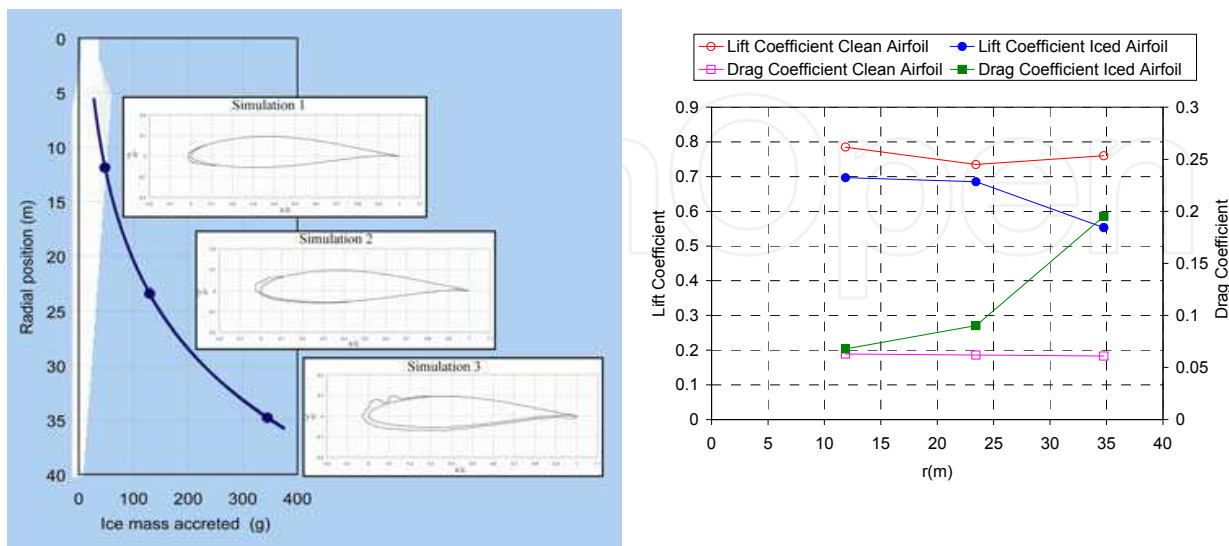 0
5
10
15
20
25
30
35
40
Radial position (m)
0 100 200 300 400
Ice mass accreted (g)
Simulation 1
Simulation 2
Simulation 3
Lift Coefficient Clean Airfoil Lift Coefficient Iced Airfoil
Drag Coefficient Clean Airfoil Drag Coefficient Iced Airfoil
0.9
0.8
0.7
0.6
0.5
0.4
0.3
0.2
0.1
0
Lift Coefficient
0.3
0.25
0.2
0.15
0.1
0.05
0
Drag Coefficient
0 5 10 15 20 25 30 35 40
r(m)